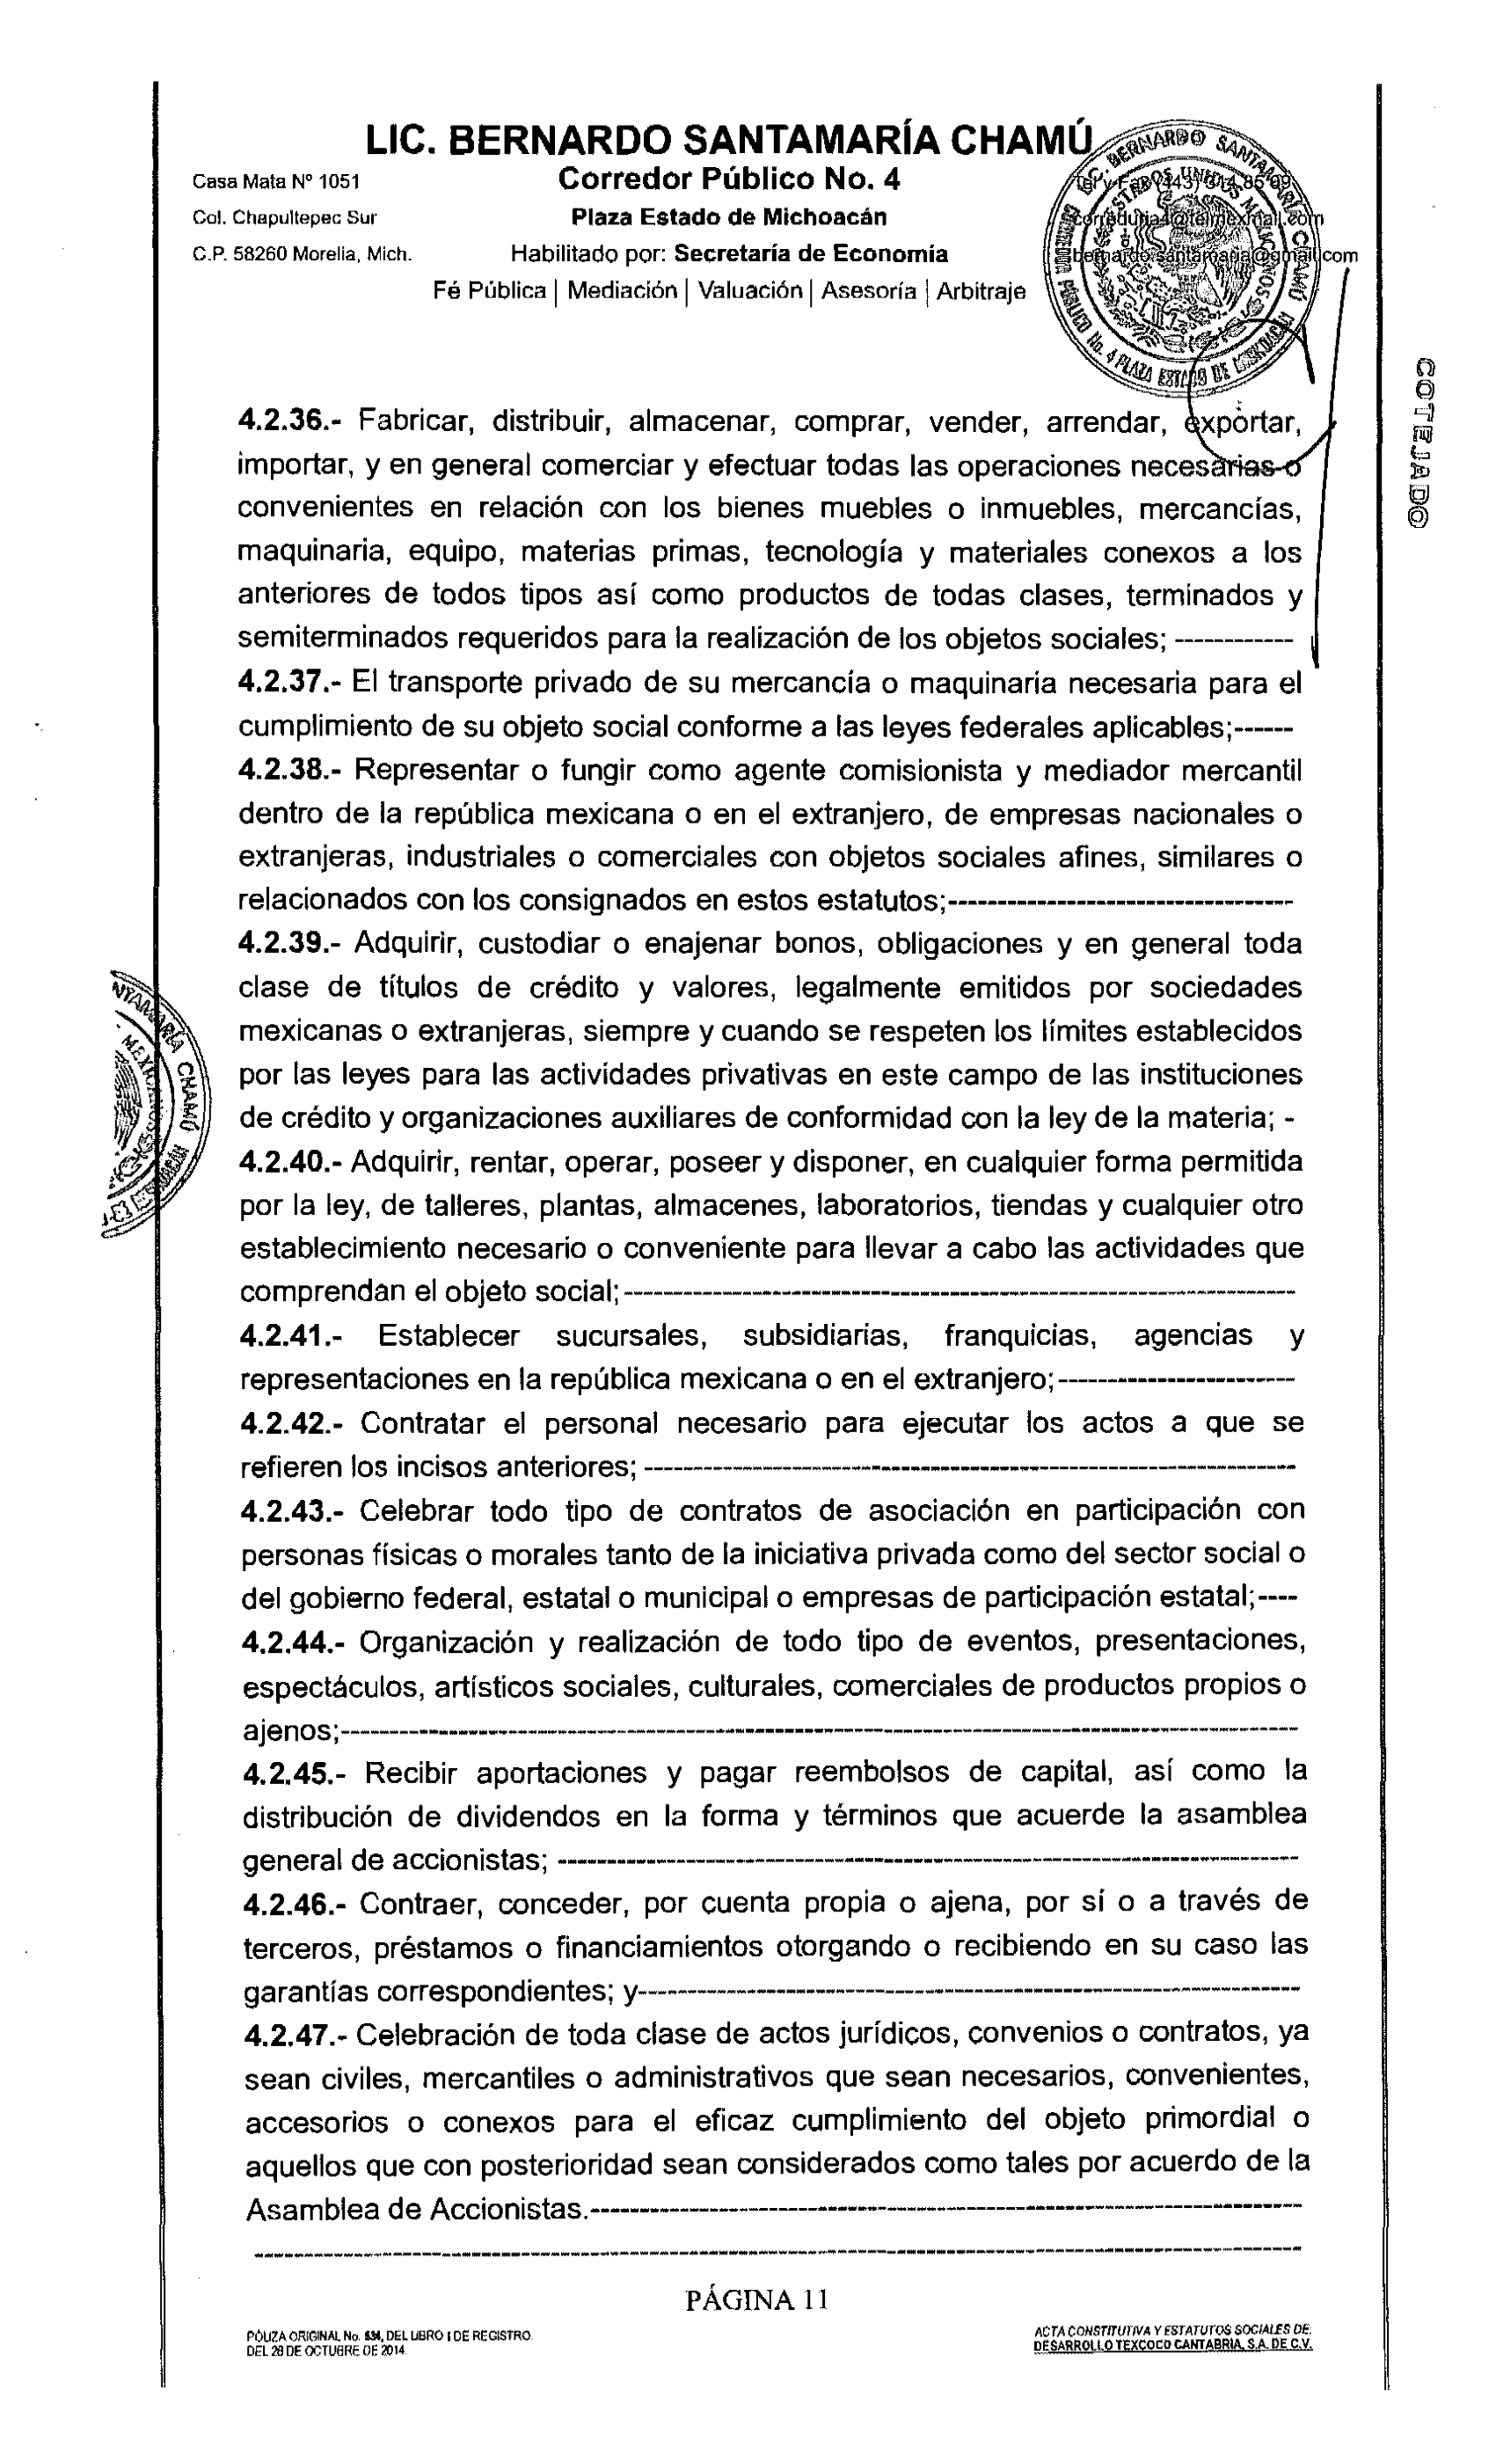 LIC. BERNARDO SANTAMARÍA CHAMÚ
Casa Mata Nº 1051
Corredor Público No. 4
Tel y Fax (443) 314 85 99
Col. Chapultepec Sur
Plaza Estado de Michoacán
correduria4@telmexmail.com
C.P. 58260 Morelia, Mich.
Habilitado por: Secretaría de Economía
bernardo.santamaria@gmail.com
Fé Pública | Mediación | Valuación | Asesoría | Arbitraje
COTEJADO
4.2.36.- Fabricar, distribuir, almacenar, comprar, vender, arrendar, exportar,
importar, y en general comerciar y efectuar todas las operaciones necesarias o
convenientes en relación con los bienes muebles o inmuebles, mercancías,
maquinaria, equipo, materias primas, tecnología y materiales conexos a los
anteriores de todos tipos así como productos de todas clases, terminados y
semiterminados requeridos para la realización de los objetos sociales; ------------
4.2.37.- El transporte privado de su mercancía o maquinaria necesaria para el
cumplimiento de su objeto social conforme a las leyes federales aplicables;------
4.2.38.- Representar o fungir como agente comisionista y mediador mercantil
dentro de la república mexicana o en el extranjero, de empresas nacionales o
extranjeras, industriales o comerciales con objetos sociales afines, similares o
relacionados con los consignados en estos estatutos;-----------------------------------
4.2.39.- Adquirir, custodiar o enajenar bonos, obligaciones y en general toda
clase de títulos de crédito y valores, legalmente emitidos por sociedades
mexicanas o extranjeras, siempre y cuando se respeten los límites establecidos
por las leyes para las actividades privativas en este campo de las instituciones
de crédito y organizaciones auxiliares de conformidad con la ley de la materia; -
4.2.40.- Adquirir, rentar, operar, poseer y disponer, en cualquier forma permitida
por la ley, de talleres, plantas, almacenes, laboratorios, tiendas y cualquier otro
establecimiento necesario o conveniente para llevar a cabo las actividades que
comprendan el objeto social;--------------------------------------------------------------------
4.2.41.- Establecer sucursales, subsidiarias, franquicias, agencias y
representaciones en la república mexicana o en el extranjero;------------------------
4.2.42.- Contratar el personal necesario para ejecutar los actos a que se
refieren los incisos anteriores; ------------------------------------------------------------------
4.2.43.- Celebrar todo tipo de contratos de asociación en participación con
personas físicas o morales tanto de la iniciativa privada como del sector social o
del gobierno federal, estatal o municipal o empresas de participación estatal;----
4.2.44.- Organización y realización de todo tipo de eventos, presentaciones,
espectáculos, artísticos sociales, culturales, comerciales de productos propios o
ajenos;-------------------------------------------------------------------------------------------------
4.2.45.- Recibir aportaciones y pagar reembolsos de capital, así como la
distribución de dividendos en la forma y términos que acuerde la asamblea
general de accionistas; ---------------------------------------------------------------------------
4.2.46.- Contraer, conceder, por cuenta propia o ajena, por sí o a través de
terceros, préstamos o financiamientos otorgando o recibiendo en su caso las
garantías correspondientes; y-------------------------------------------------------------------
4.2.47.- Celebración de toda clase de actos jurídicos, convenios o contratos, ya
sean civiles, mercantiles o administrativos que sean necesarios, convenientes,
accesorios o conexos para el eficaz cumplimiento del objeto primordial o
aquellos que con posterioridad sean considerados como tales por acuerdo de la
Asamblea de Accionistas.------------------------------------------------------------------------
----------------------------------------------------------------------------------------------------------
PÁGINA 11
PÓLIZA ORIGINAL No. 534, DEL LIBRO I DE REGISTRO
DEL 28 DE OCTUBRE DE 2014
ACTA CONSTITUTIVA Y ESTATUTOS SOCIALES DE:
DESARROLLO TEXCOCO CANTABRIA, S.A. DE C.V.